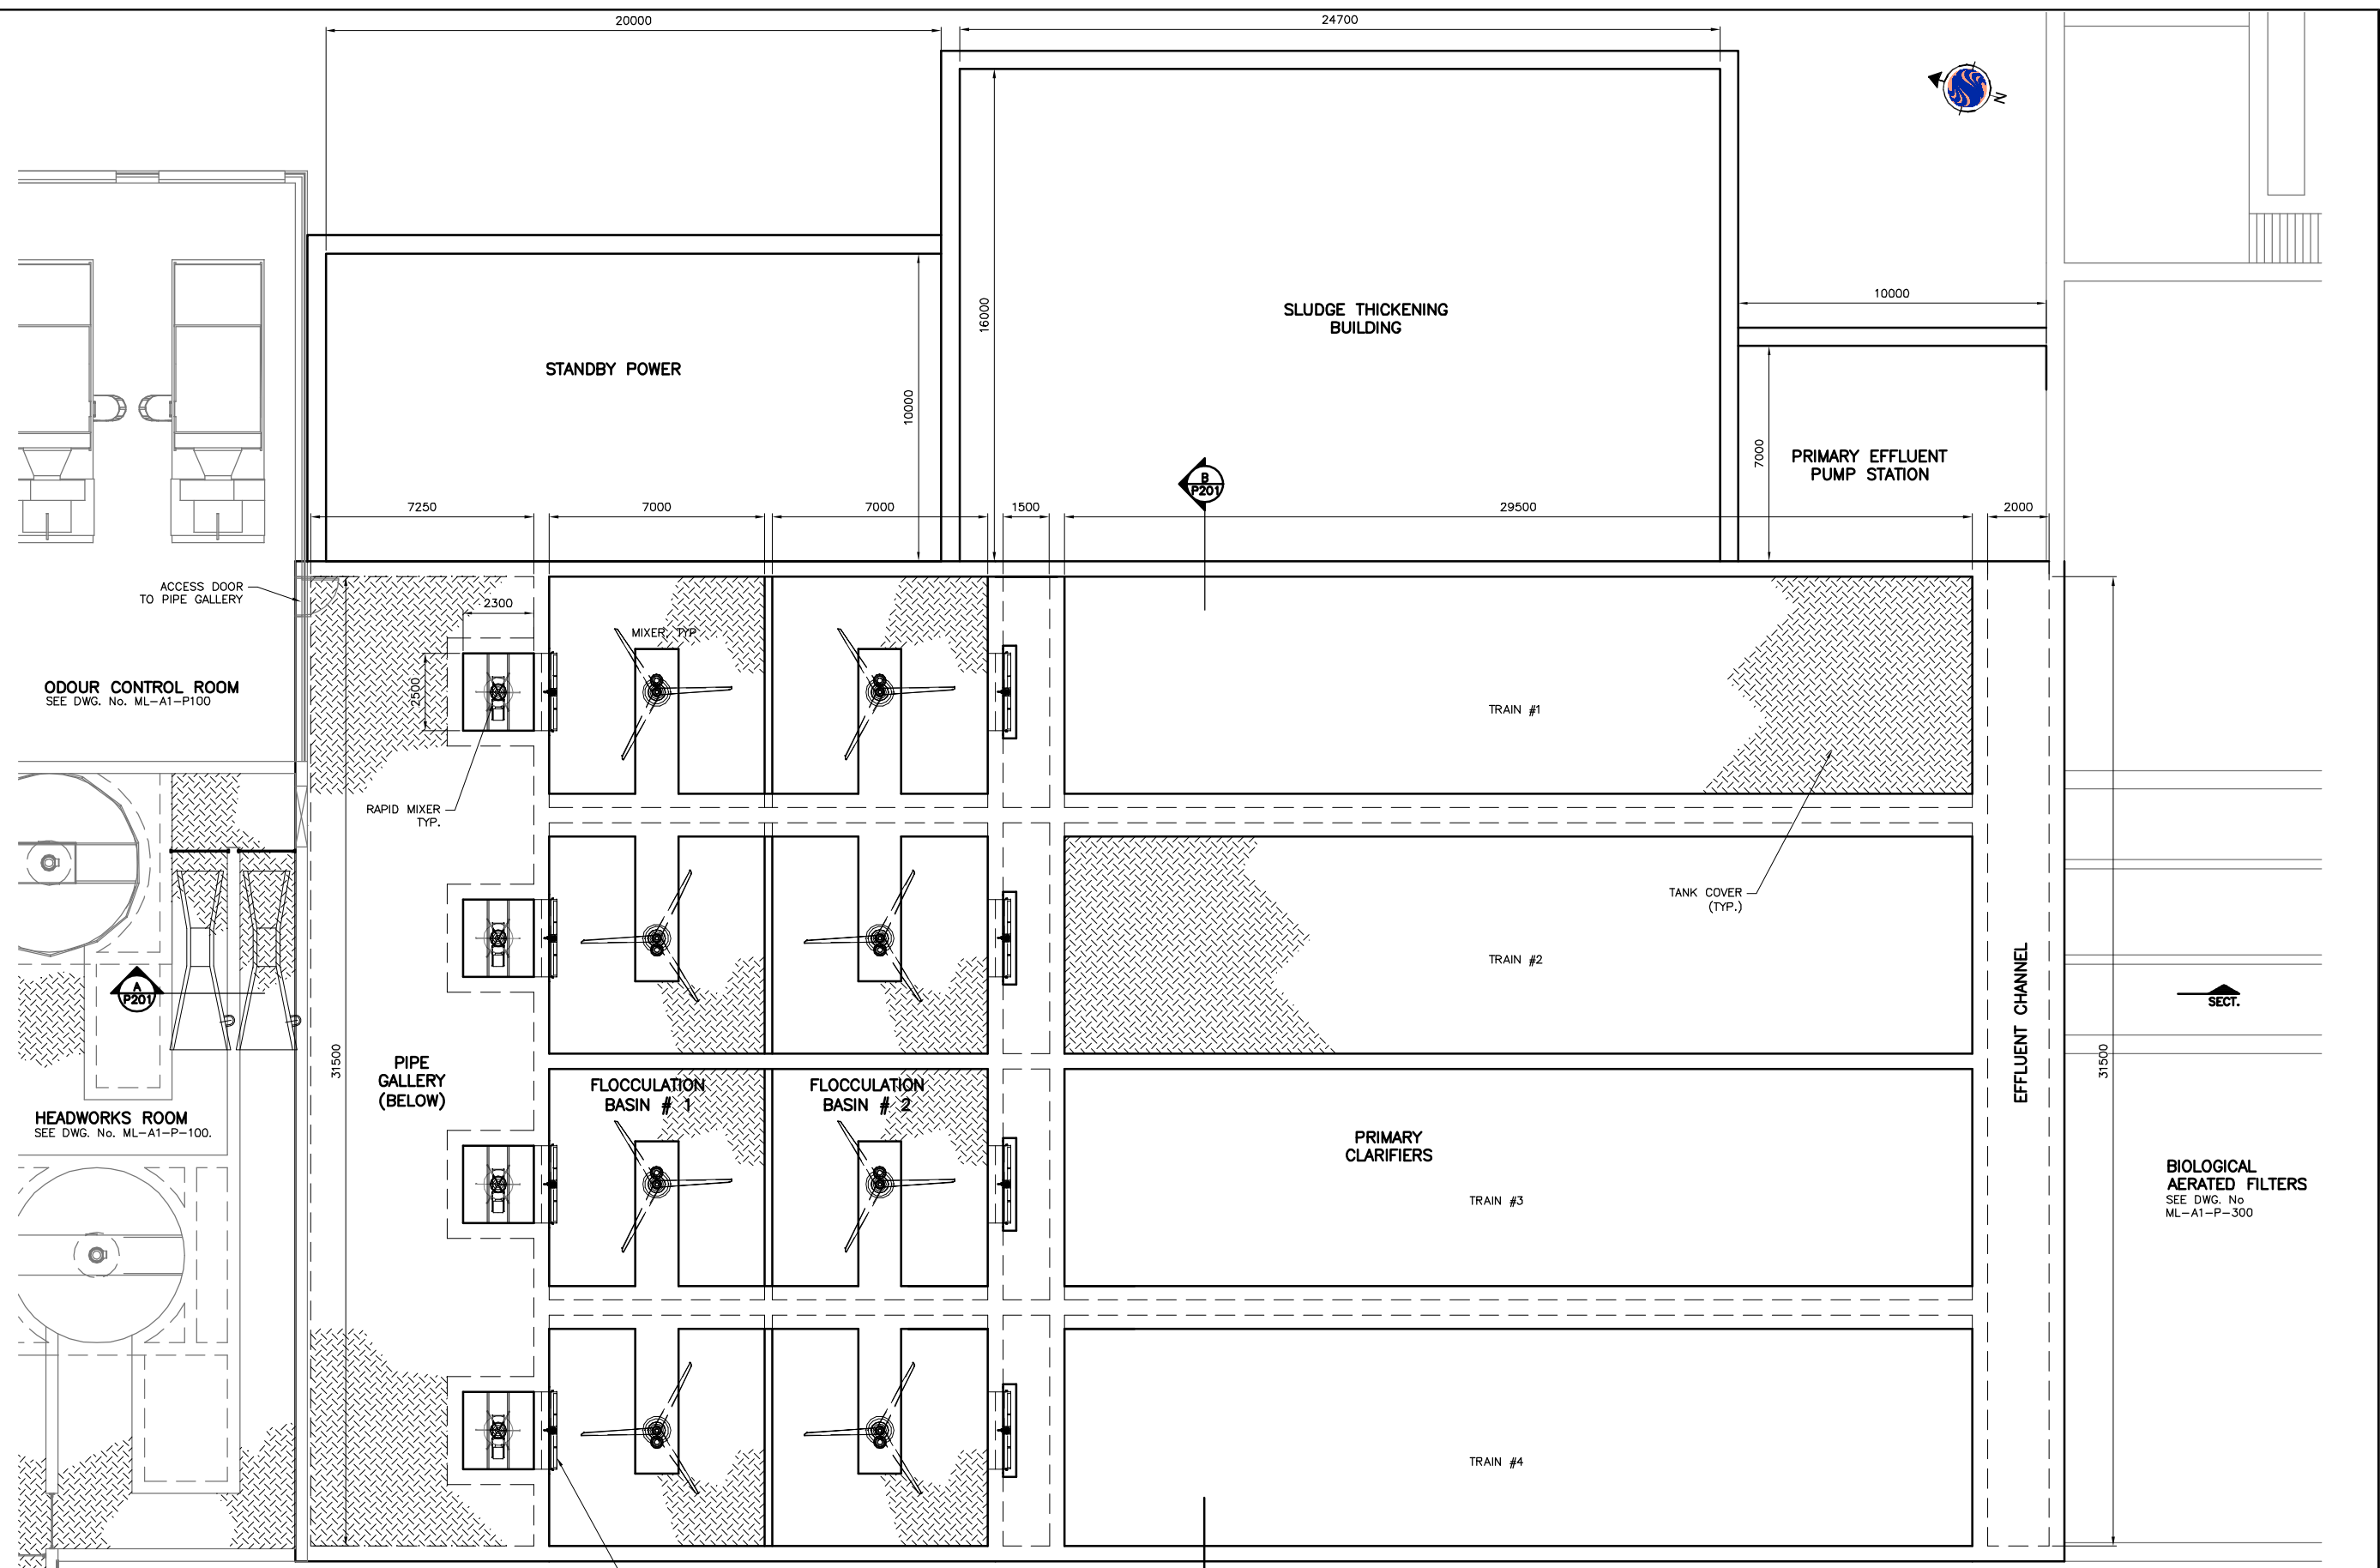 20000
24700
N
16000
SLUDGE THICKENING
BUILDING
10000
STANDBY POWER
10000
7000
PRIMARY EFFLUENT
PUMP STATION
B
P201
7250
7000
7000
1500
29500
2000
ACCESS DOOR
TO PIPE GALLERY
2300
MIXER, TYP
2500
ODOUR CONTROL ROOM
SEE DWG. No. ML-A1-P100
TRAIN #1
RAPID MIXER
TYP.
TANK COVER
(TYP.)
TRAIN #2
A
P201
EFFLUENT CHANNEL
SECT.
31500
PIPE
GALLERY
(BELOW)
31500
FLOCCULATION
BASIN # 1
FLOCCULATION
BASIN # 2
HEADWORKS ROOM
SEE DWG. No. ML-A1-P-100.
PRIMARY
CLARIFIERS
BIOLOGICAL
AERATED FILTERS
SEE DWG. No
ML-A1-P-300
TRAIN #3
TRAIN #4